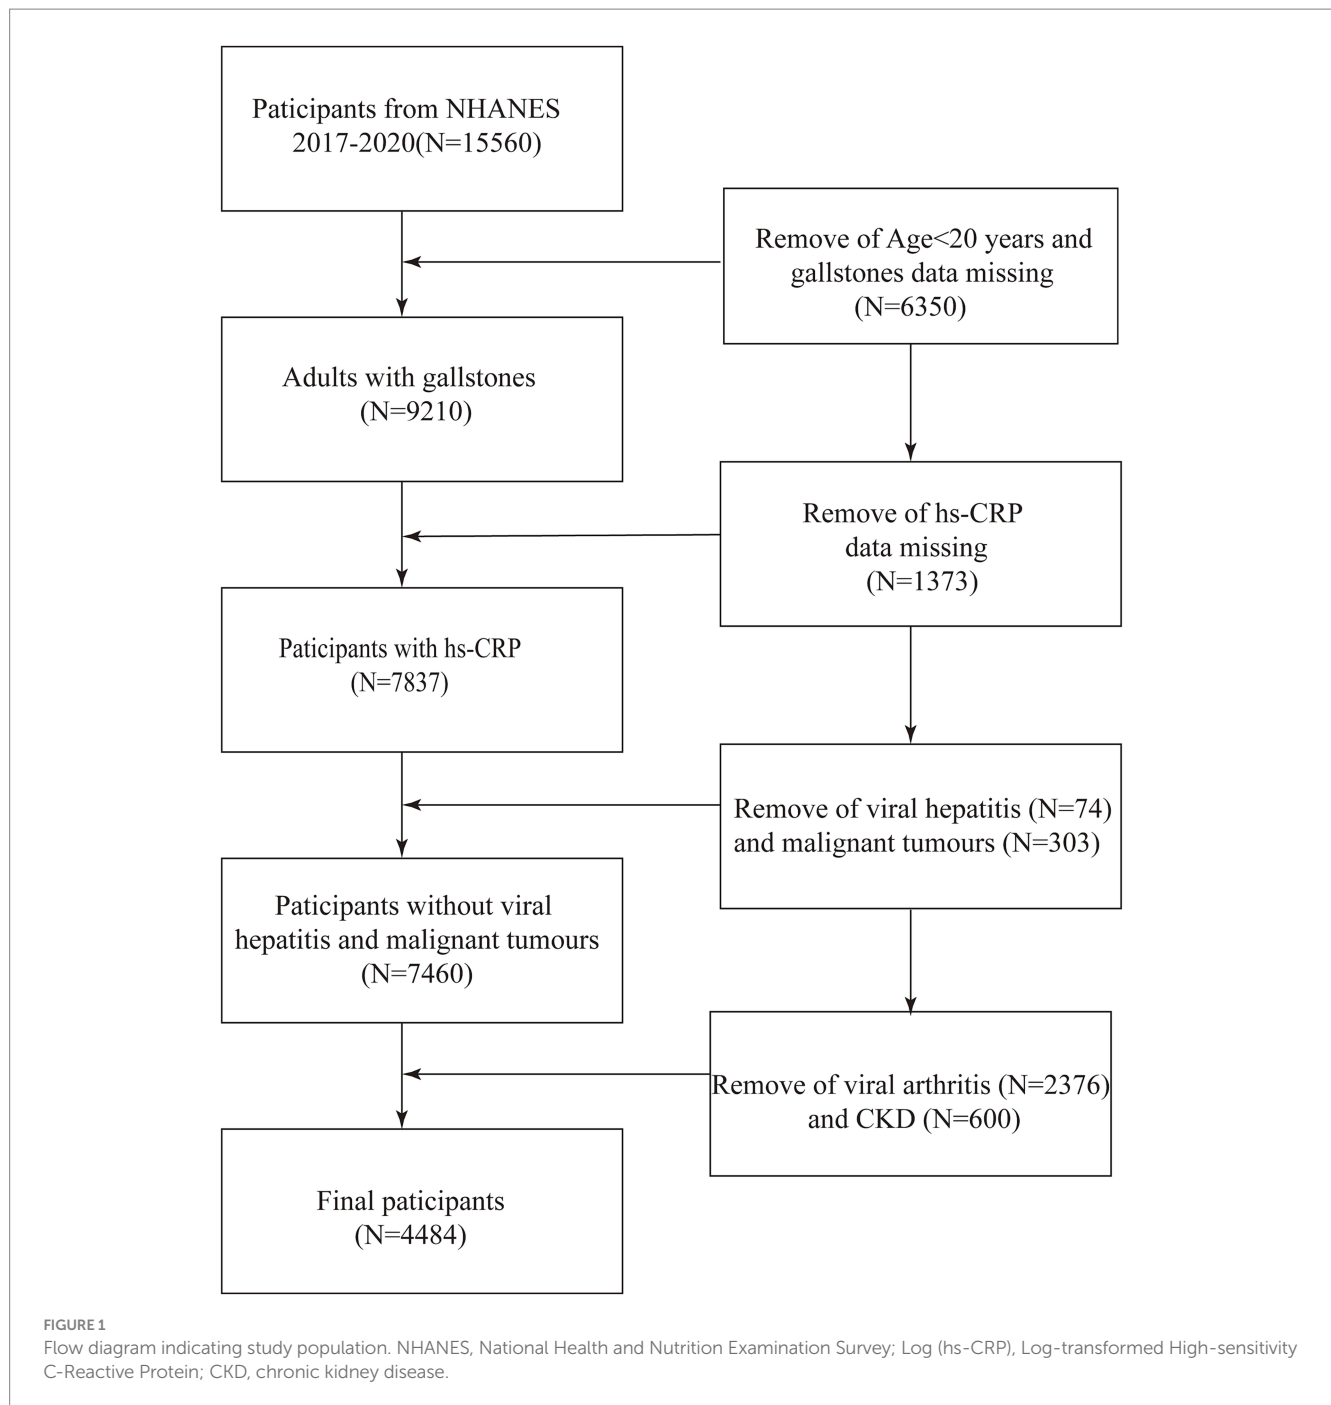 Paticipants from NHANES
2017-2020(N=15560)
Remove of Age<20 years and
gallstones data missing
(N=6350)
Adults with gallstones
(N=9210)
Remove of hs-CRP
data missing
(N=1373)
Paticipants with hs-CRP
(N=7837)
Remove of viral hepatitis (N=74)
and malignant tumours (N=303)
Paticipants without viral
hepatitis and malignant tumours
(N=7460)
Remove of viral arthritis (N=2376)
and CKD (N=600)
Final paticipants
(N=4484)
FIGURE 1
Flow diagram indicating study population. NHANES, National Health and Nutrition Examination Survey; Log (hs-CRP), Log-transformed High-sensitivity
C-Reactive Protein; CKD, chronic kidney disease.